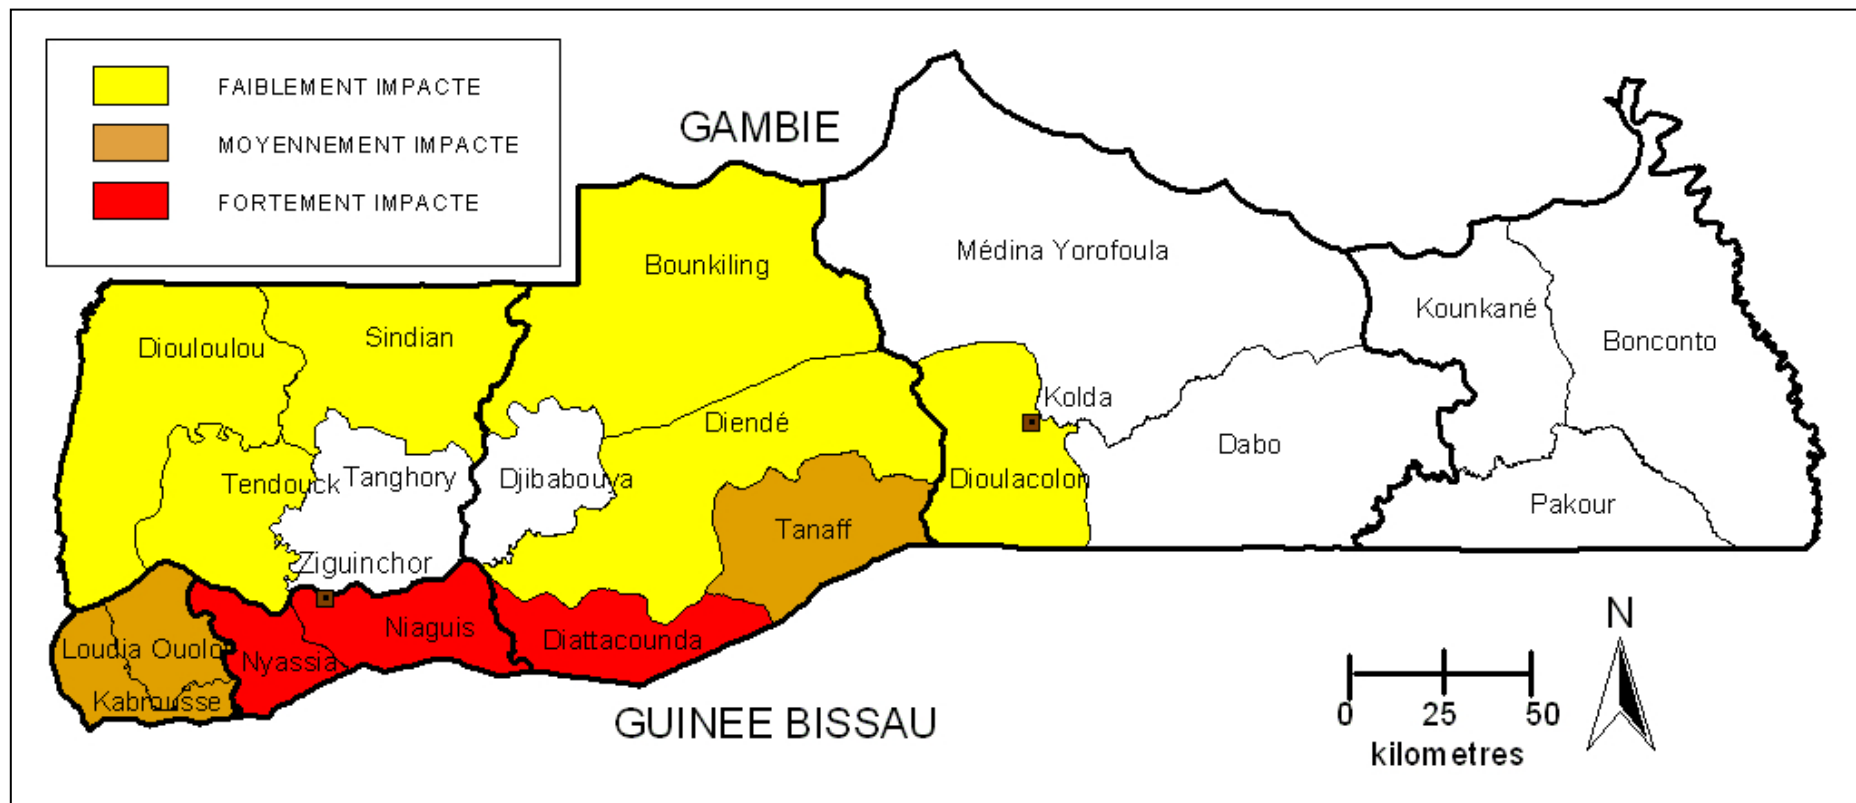 FAIBLEMENT IMPACTE
MOYENNEMENT IMPACTE
FORTEMENT IMPACTE
GAMBIE
Médina Yorofoula
Bounkiling
Kounkané
Bonconto
Diouloulou
Sindian
Kolda
Diendé
Dabo
Tendouck
Tanghory
Djibabouya
Dioulacolon
Pakour
Tanaff
Ziguinchor
Niaguis
Loudia Ouolo
Nyassia
Diattacounda
Kabrousse
GUINEE BISSAU
N
0 25 50
kilometres